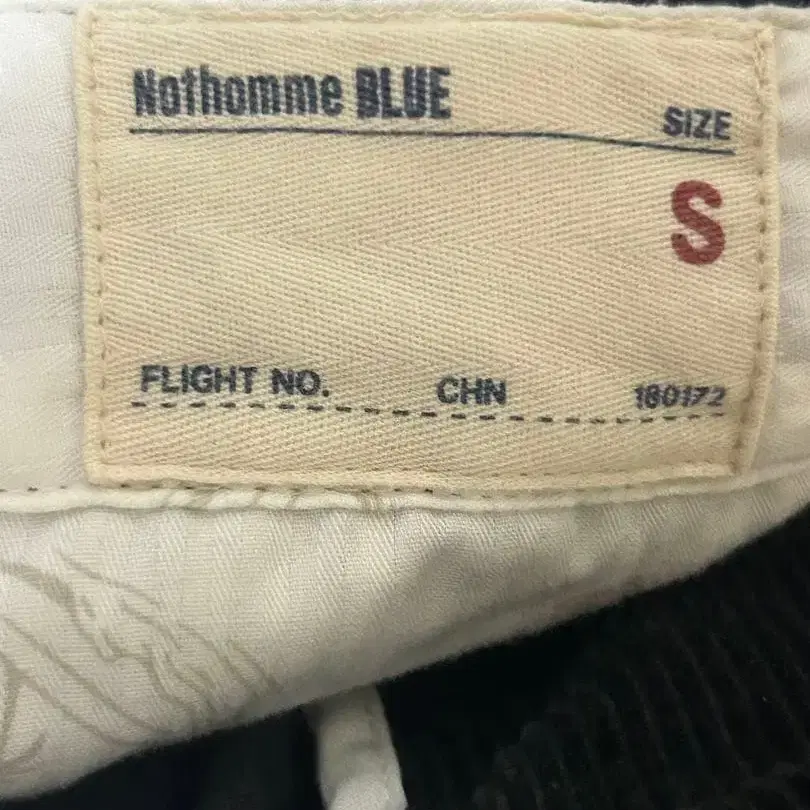 Nothomme BLUE
SIZE
S
FLIGHT NO. CHN 180172